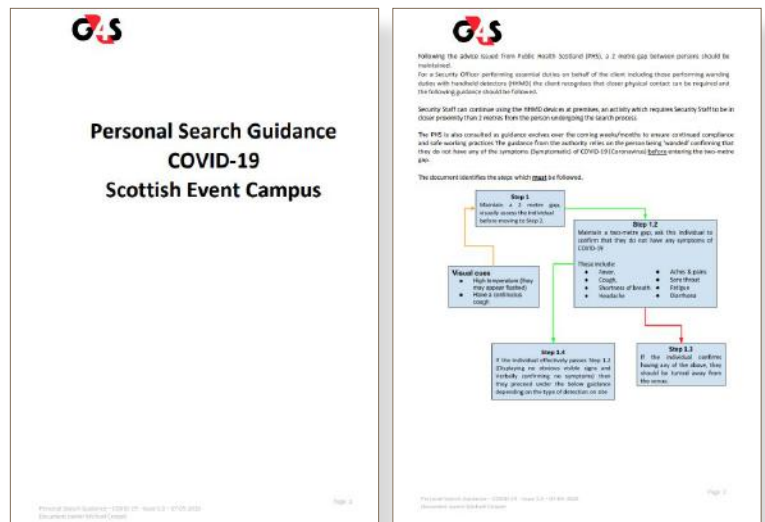 G4S
Personal Search Guidance
COVID-19
Scottish Event Campus
G4S
Following the advice issued from Public Health Scotland (PHS), a 2 metre gap between persons should be
maintained.
For a Security Officer performing essential duties on behalf of the client including those performing wanding
duties with handheld detectors (HHMD) the client recognises that closer physical contact can be required and
the following guidance should be followed.
Security Staff can continue using the HHMD devices at premises, an activity which requires Security Staff to be in
closer proximity than 2 metres from the person undergoing the search process.
The PHS is also consulted as guidance evolves over the coming weeks/months to ensure continued compliance
and safe working practices The guidance from the authority relies on the person being 'wanded' confirming that
they do not have any of the symptoms (Symptomatic) of COVID-19 (Coronavirus) before entering the two-metre
gap.
The document identifies the steps which must be followed.
Step 1
Maintain a 2 metre gap,
visually assess the individual
before moving to Step 2.
Step 1.2
Maintain a two-metre gap, ask this individual to
confirm that they do not have any symptoms of
COVID-19
These include:
Fever,
Cough,
Shortness of Breath
Headache
Aches & pains
Sore throat
Fatigue
Diarrhoea
Visual cues
High temperature (they
may appear flushed)
Have a continuous
cough
Step 1.4
If the individual effectively passes Step 1.2
(Displaying no obvious visible signs and
Verbally confirming no symptoms) then
they proceed under the below guidance
depending on the type of detection on site
Step 1.3
If the individual confirms
having any of the above, they
should be turned away from
the venue.
Personal Search Guidance - COVID-19
Page
Personal Search Guidance - COVID-19
Page